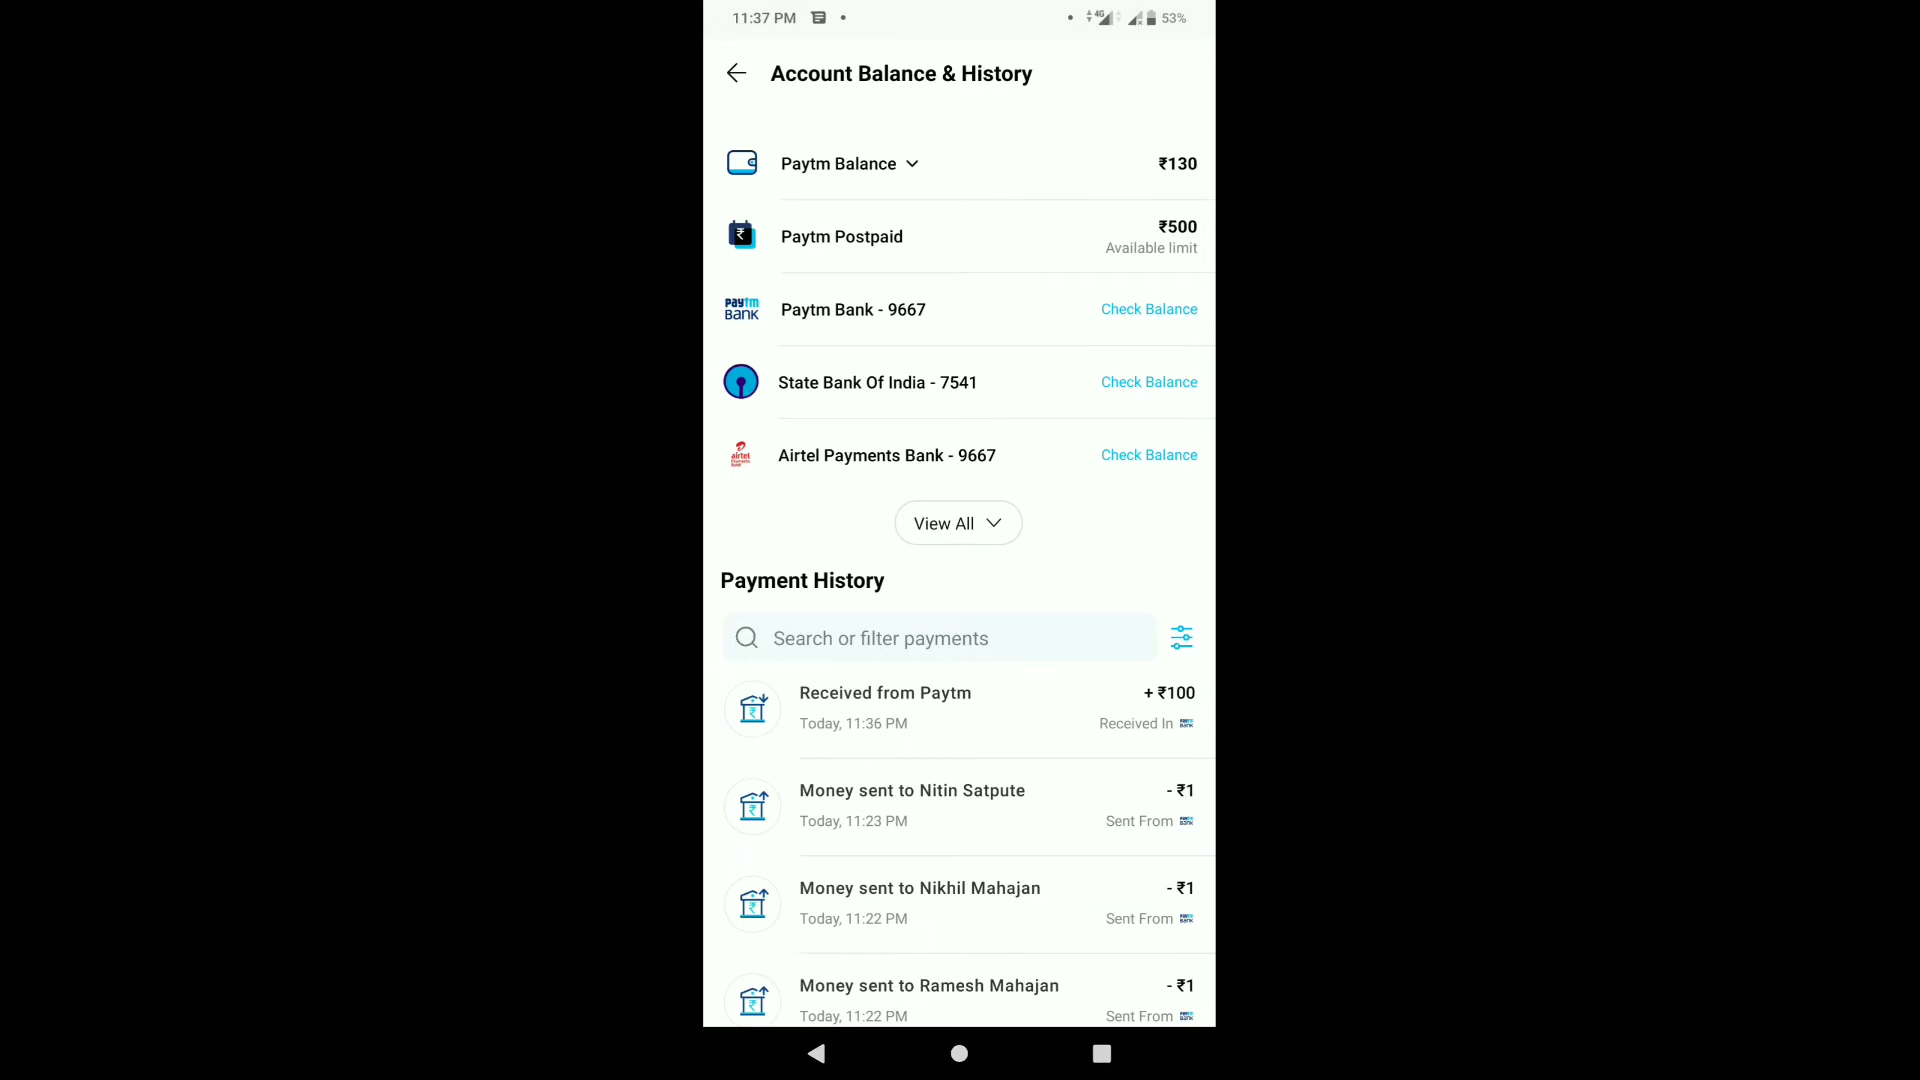 11:37 PM
4G
53%
Account Balance & History
Paytm Balance
₹130
Paytm Postpaid
₹500
Available limit
paytm
BANK
Paytm Bank - 9667
Check Balance
State Bank Of India - 7541
Check Balance
airtel
Airtel Payments Bank - 9667
Check Balance
View All
Payment History
Search or filter payments
Received from Paytm
+ ₹100
Today, 11:36 PM
Received In
Money sent to Nitin Satpute
- ₹1
Today, 11:23 PM
Sent From
Money sent to Nikhil Mahajan
- ₹1
Today, 11:22 PM
Sent From
Money sent to Ramesh Mahajan
- ₹1
Today, 11:22 PM
Sent From